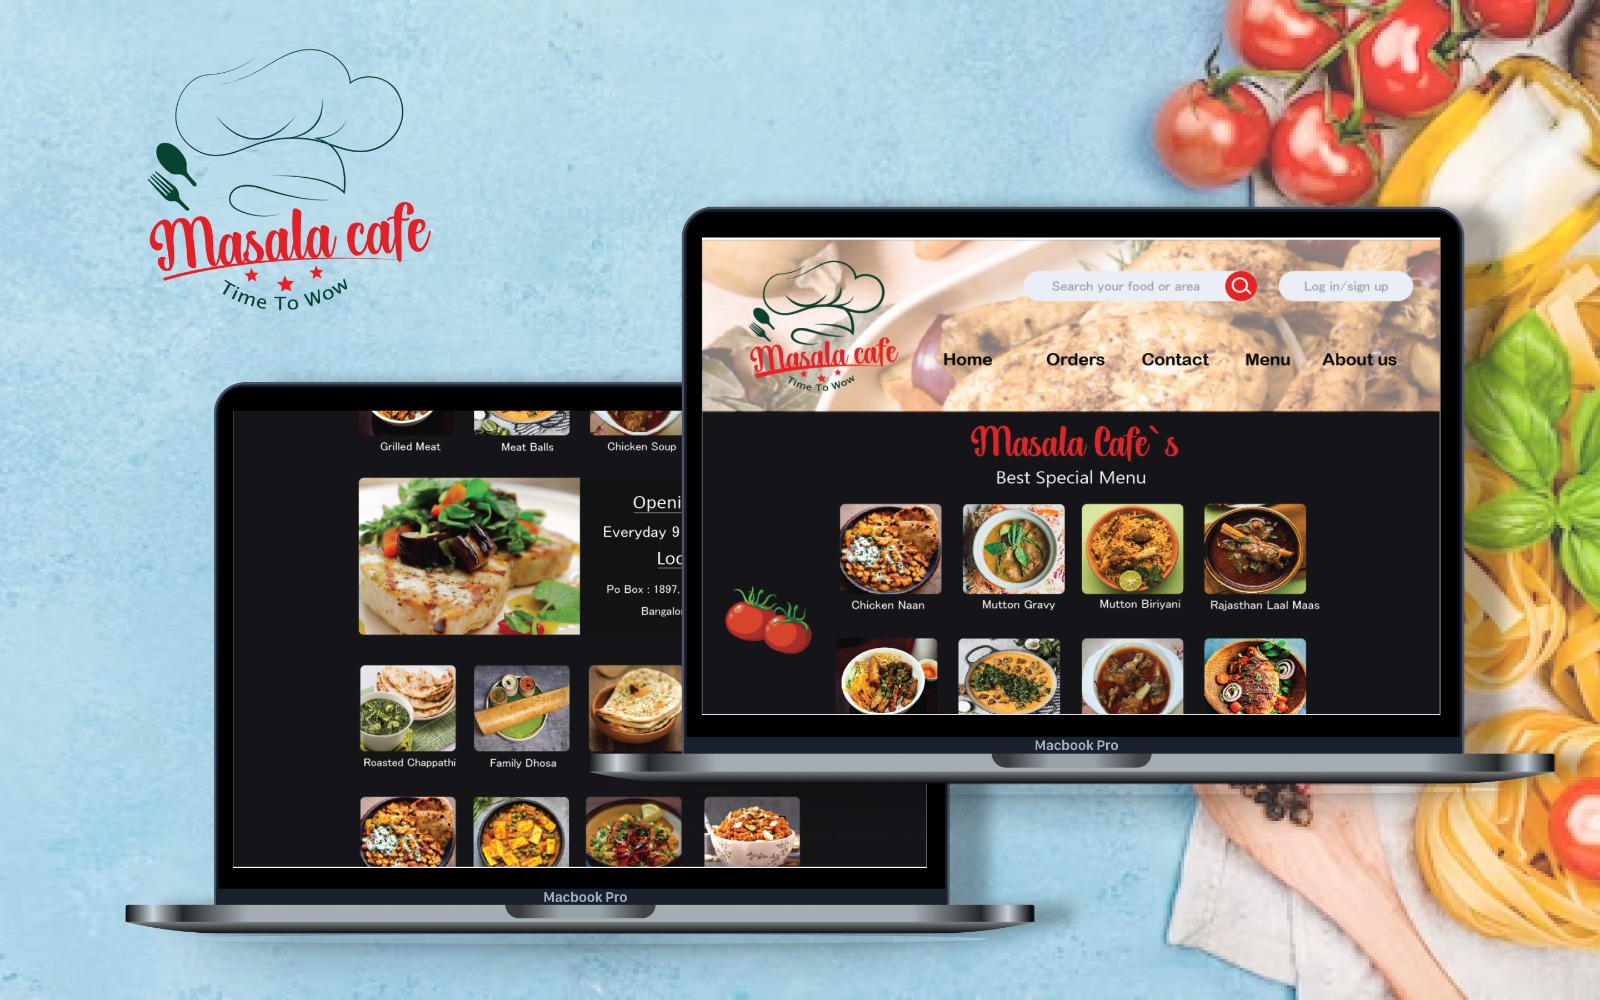 Masala cafe
Time To Wow
Search your food or area
Log in/sign up
Masala cafe
Time To Wow
Home Orders Contact Menu About us
Masala Cafe`s
Best Special Menu
Chicken Naan Mutton Gravy Mutton Biriyani Rajasthan Laal Maas
Macbook Pro
Grilled Meat Meat Balls Chicken Soup
Openi
Everyday 9
Loc
Po Box : 1897,
Bangalo
Roasted Chappathi Family Dhosa
Macbook Pro